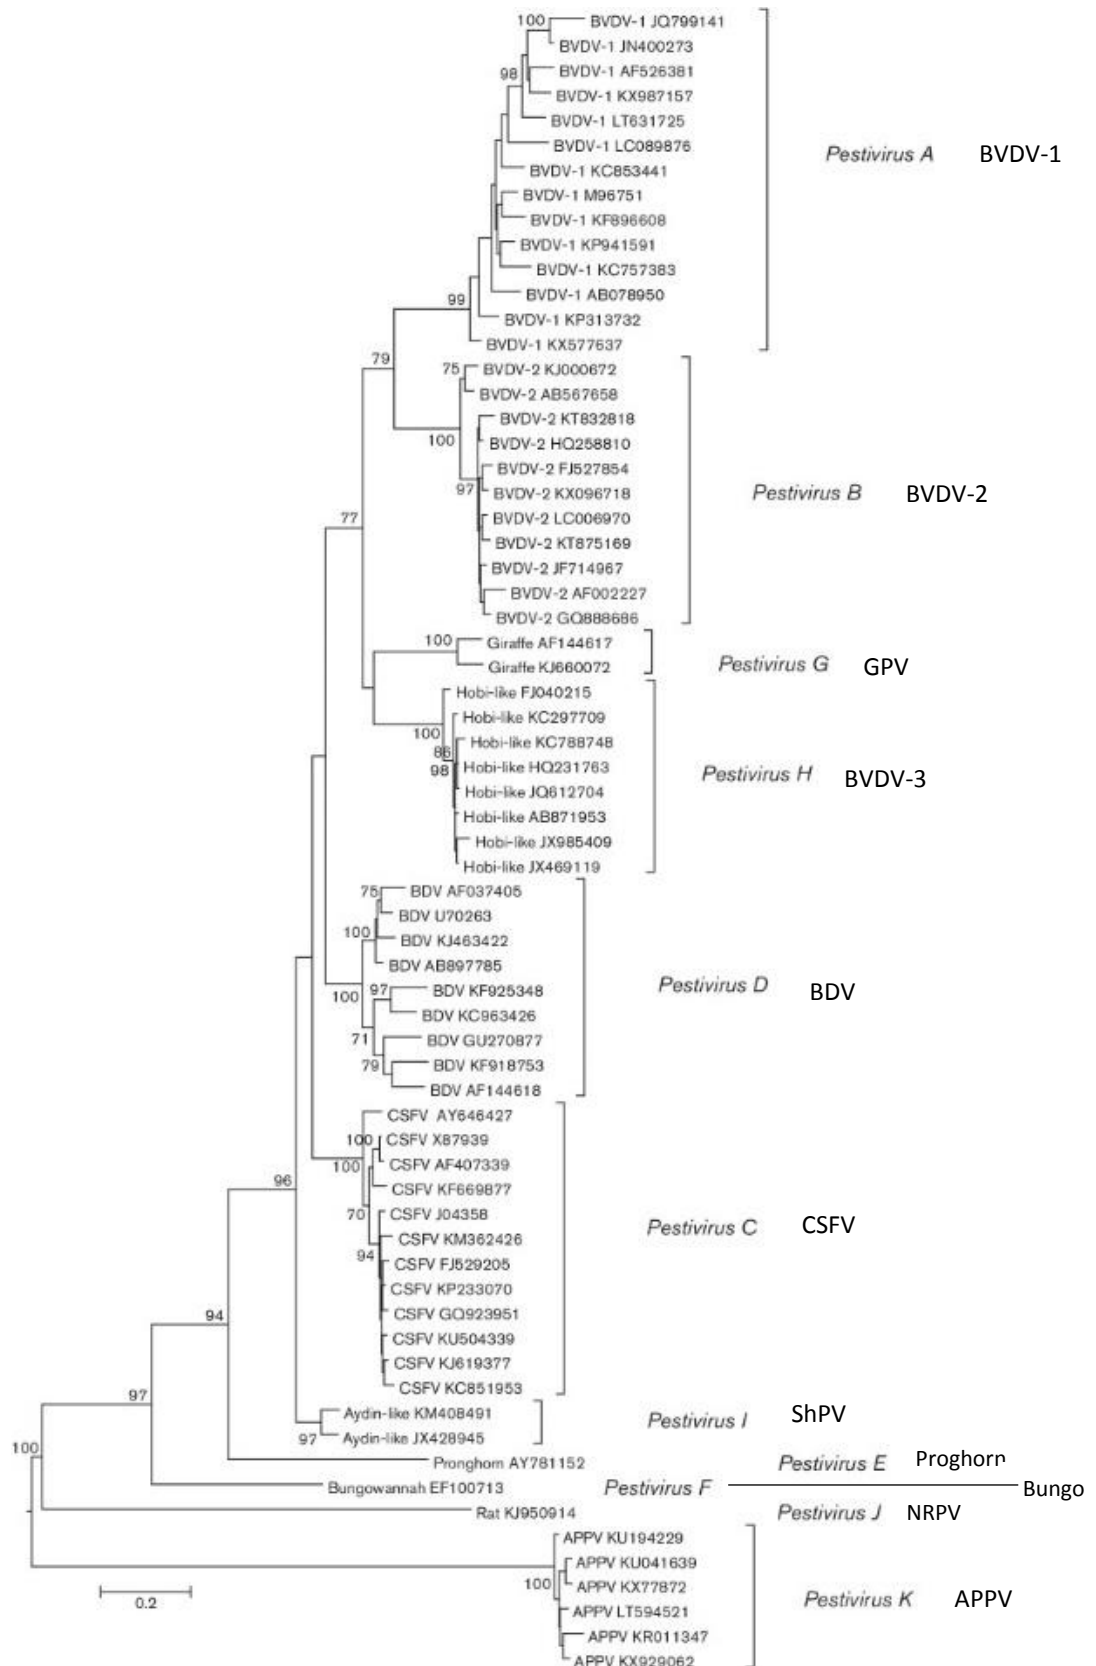 100
BVDV-1 JQ799141
BVDV-1 JN400273
BVDV-1 AF526381
98
BVDV-1 KX987157
BVDV-1 LT631725
BVDV-1 LC089876
Pestivirus A BVDV-1
BVDV-1 KC853441
BVDV-1 M96751
BVDV-1 KF896608
BVDV-1 KP941591
BVDV-1 KC757383
BVDV-1 AB078950
99
BVDV-1 KP313732
BVDV-1 KX577637
79
75
BVDV-2 KJ000672
BVDV-2 AB567658
BVDV-2 KT832818
100
BVDV-2 HQ258810
BVDV-2 FJ527854
97
BVDV-2 KX096718
Pestivirus B BVDV-2
BVDV-2 LC006970
77
BVDV-2 KT875169
BVDV-2 JF714967
BVDV-2 AF002227
BVDV-2 GQ888686
100
Giraffe AF144617
Giraffe KJ660072
Pestivirus G GPV
Hobi-like FJ040215
Hobi-like KC297709
100
Hobi-like KC788748
86
98
Hobi-like HQ231763
Pestivirus H BVDV-3
Hobi-like JQ612704
Hobi-like AB871953
Hobi-like JX985409
Hobi-like JX469119
75
BDV AF037405
BDV U70263
100
BDV KJ463422
BDV AB897785
100
97
BDV KF925348
Pestivirus D BDV
BDV KC963426
71
BDV GU270877
79
BDV KF918753
BDV AF144618
CSFV AY646427
100
CSFV X87939
100
CSFV AF407339
96
CSFV KF669877
70
CSFV J04358
Pestivirus C CSFV
CSFV KM362426
94
CSFV FJ529205
CSFV KP233070
CSFV GQ923951
94
CSFV KU504339
CSFV KJ619377
CSFV KC851953
97
Aydin-like KM408491
Pestivirus I ShPV
97
Aydin-like JX428945
100
Pronghorn AY781152
Pestivirus E Proghorn
Bungowannah EF100713
Pestivirus F Bungo
Rat KJ950914
Pestivirus J NRPV
APPV KU194229
APPV KU041639
100
APPV KX77872
Pestivirus K APPV
0.2
APPV LT594521
APPV KR011347
APPV KX929062